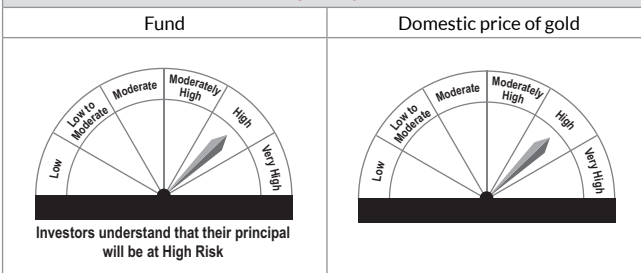 Fund
Domestic price of gold
Low
Low to
Moderate
Moderate
Moderately
High
High
Very High
Investors understand that their principal
will be at High Risk
Low
Low to
Moderate
Moderate
Moderately
High
High
Very High